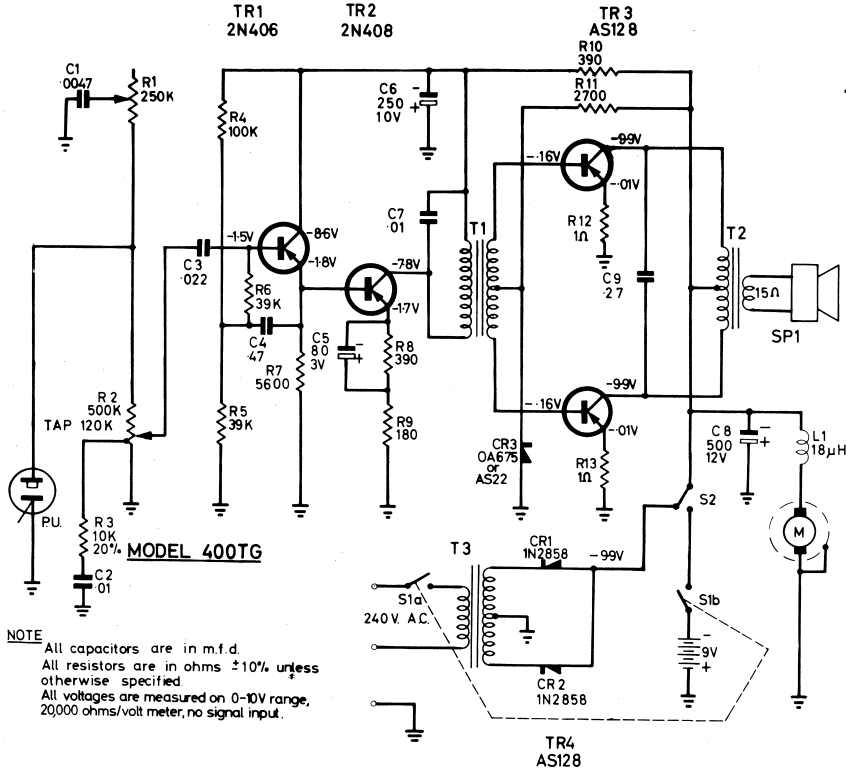 TR1
2N406
TR2
2N408
TR3
AS128
C1
.0047
R1
250K
R4
100K
C6
250
10V
-
+
R10
390
R11
2700
-.16V
-9.9V
-.01V
R12
1Ω
C7
.01
T1
T2
C9
.27
15Ω
SP1
-1.5V
-8.6V
-1.8V
C3
.022
R6
39K
C4
.47
-7.8V
-1.7V
C5
80
3V
-
+
R7
5600
R8
390
R9
180
R2
500K
TAP 120K
R5
39K
-.16V
-9.9V
-.01V
CR3
OA675
or
AS22
R13
1Ω
C8
500
12V
-
+
L1
18µH
M
S2
P.U.
R3
10K
20%
C2
.01
MODEL 400TG
T3
CR1
1N2858
-9.9V
S1a
240V. A.C.
CR2
1N2858
S1b
-
9V
+
NOTE
All capacitors are in m.f.d.
All resistors are in ohms ±10% unless
otherwise specified
All voltages are measured on 0-10V range,
20,000 ohms/volt meter, no signal input.
TR4
AS128